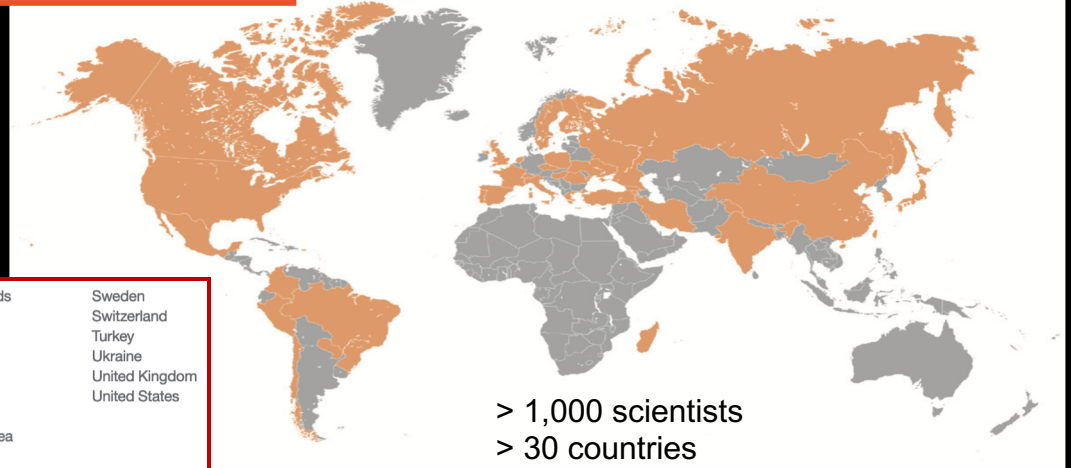 Sweden
Switzerland
Turkey
Ukraine
United Kingdom
United States
> 1,000 scientists
> 30 countries